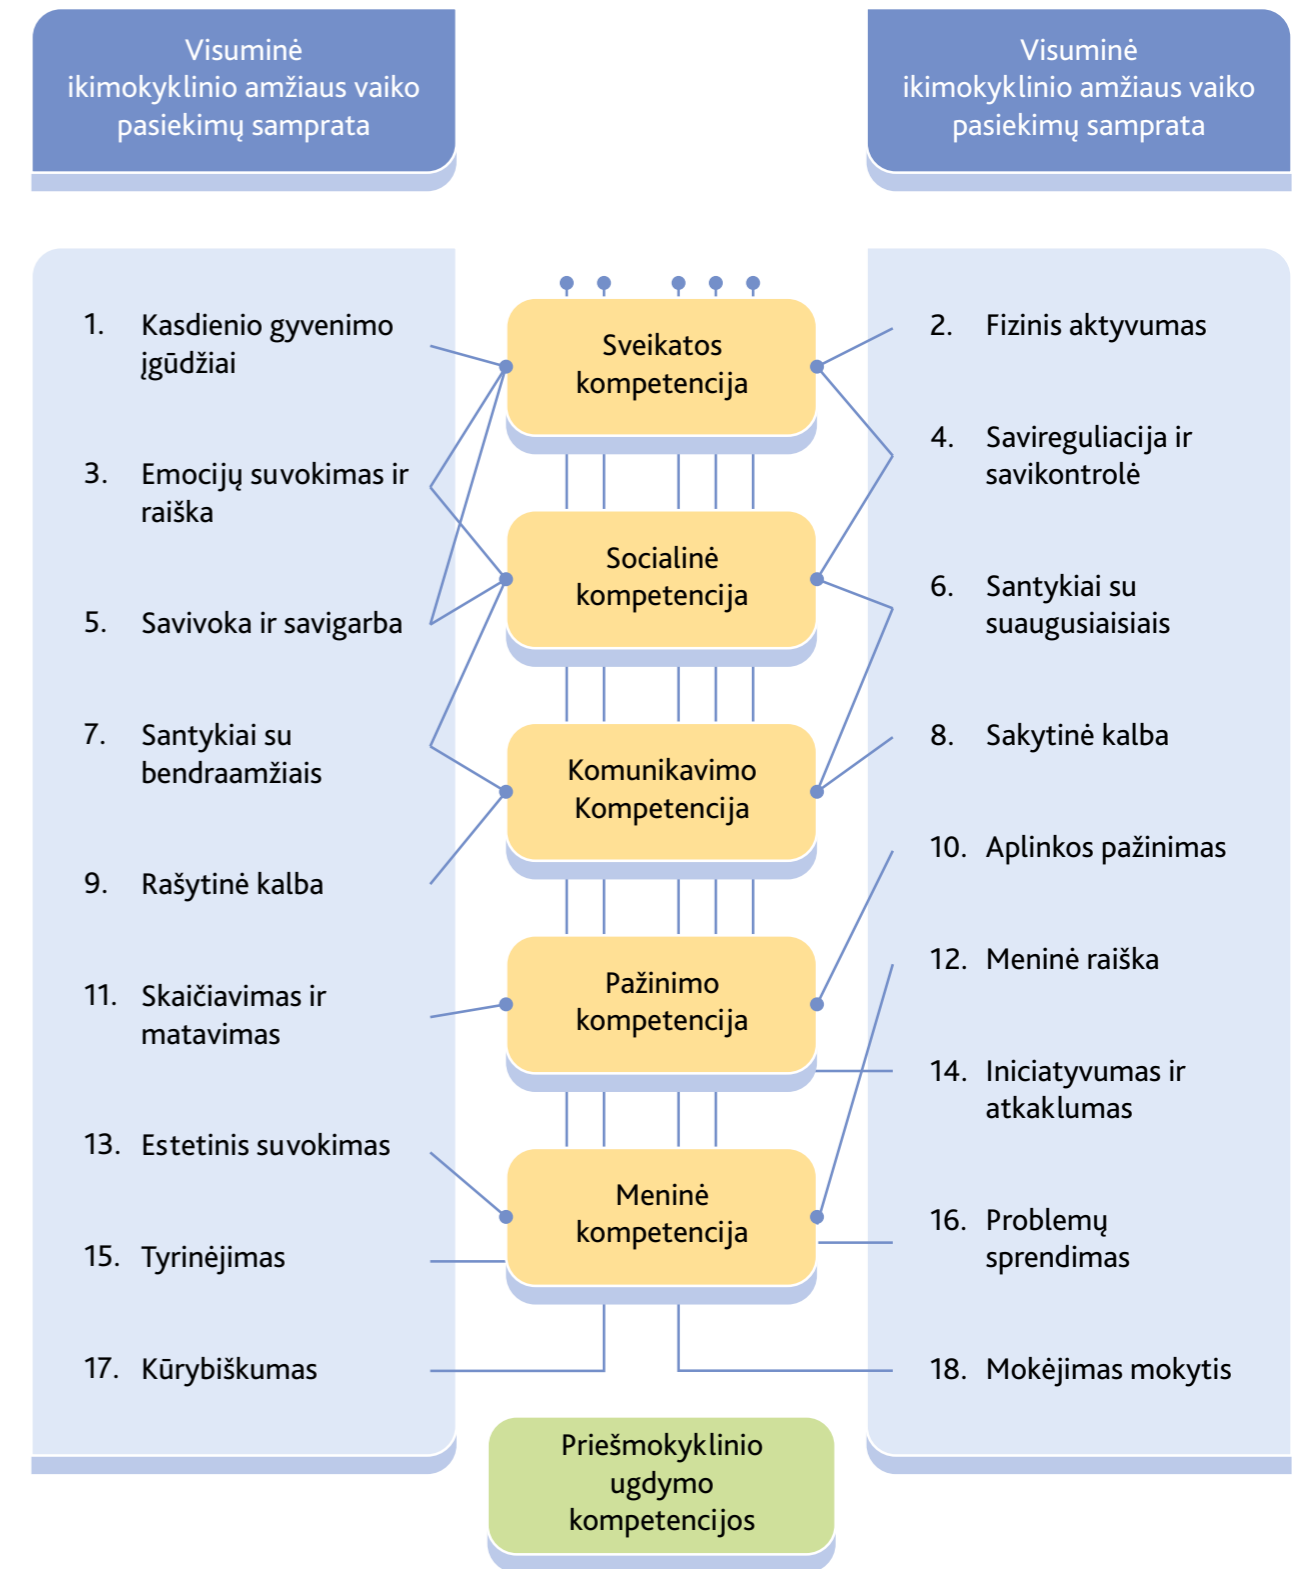 Visuminė
ikimokyklinio amžiaus vaiko
pasiekimų samprata
Visuminė
ikimokyklinio amžiaus vaiko
pasiekimų samprata
1. Kasdienio gyvenimo
įgūdžiai
Sveikatos
kompetencija
2. Fizinis aktyvumas
3. Emocijų suvokimas ir
raiška
4. Savireguliacija ir
savikontrolė
5. Savivoka ir savigarba
Socialinė
kompetencija
6. Santykiai su
suaugusiaisiais
7. Santykiai su
bendraamžiais
Komunikavimo
Kompetencija
8. Sakytinė kalba
9. Rašytinė kalba
10. Aplinkos pažinimas
11. Skaičiavimas ir
matavimas
Pažinimo
kompetencija
12. Meninė raiška
13. Estetinis suvokimas
14. Iniciatyvumas ir
atkaklumas
15. Tyrinėjimas
Meninė
kompetencija
16. Problemų
sprendimas
17. Kūrybiškumas
18. Mokėjimas mokytis
Priešmokyklinio
ugdymo
kompetencijos